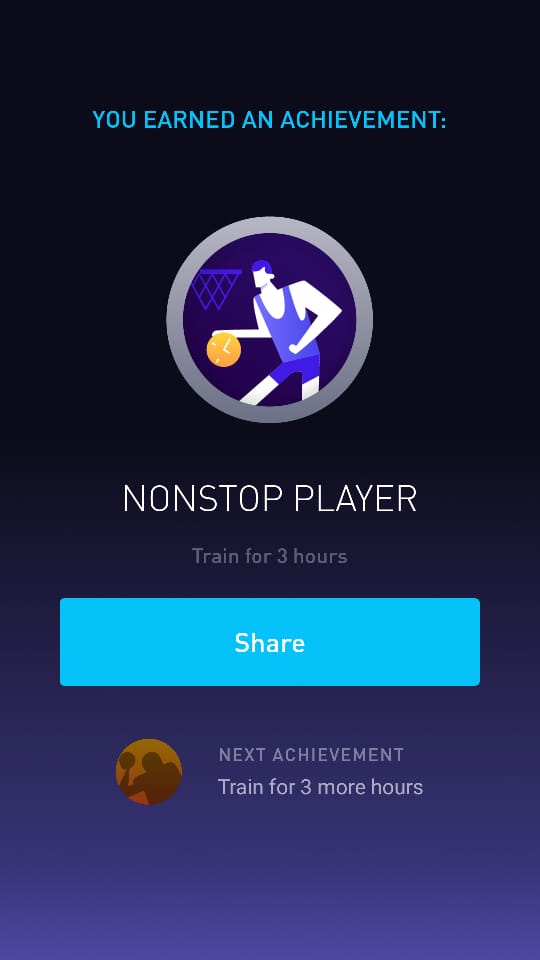 YOU EARNED AN ACHIEVEMENT:
NONSTOP PLAYER
Train for 3 hours
Share
NEXT ACHIEVEMENT
Train for 3 more hours